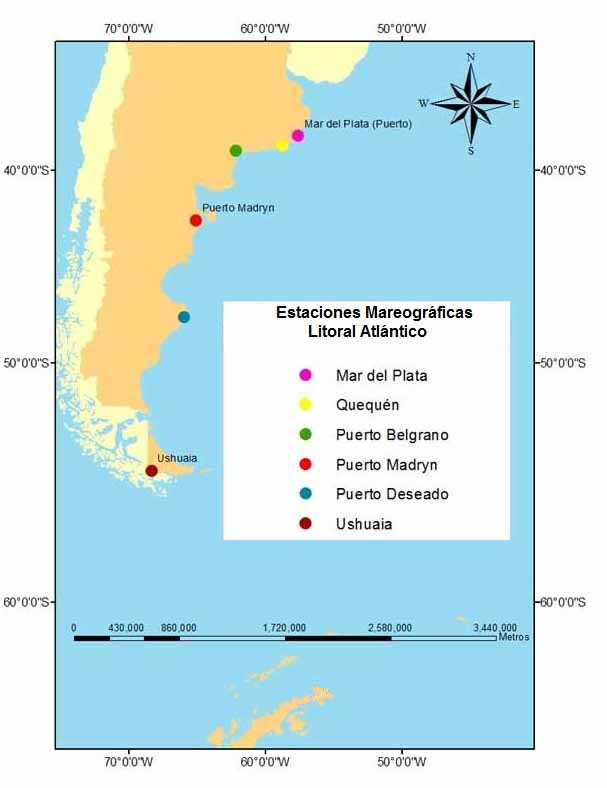 70°0'0"W 60°0'0"W 50°0'0"W
N
W E
S
Mar del Plata (Puerto)
40°0'0"S 40°0'0"S
Puerto Madryn
Estaciones Mareográficas
Litoral Atlántico
50°0'0"S 50°0'0"S
Mar del Plata
Quequén
Puerto Belgrano
Puerto Madryn
Puerto Deseado
Ushuaia
Ushuaia
60°0'0"S 60°0'0"S
0 430,000 860,000 1,720,000 2,580,000 3,440,000
Metros
70°0'0"W 60°0'0"W 50°0'0"W